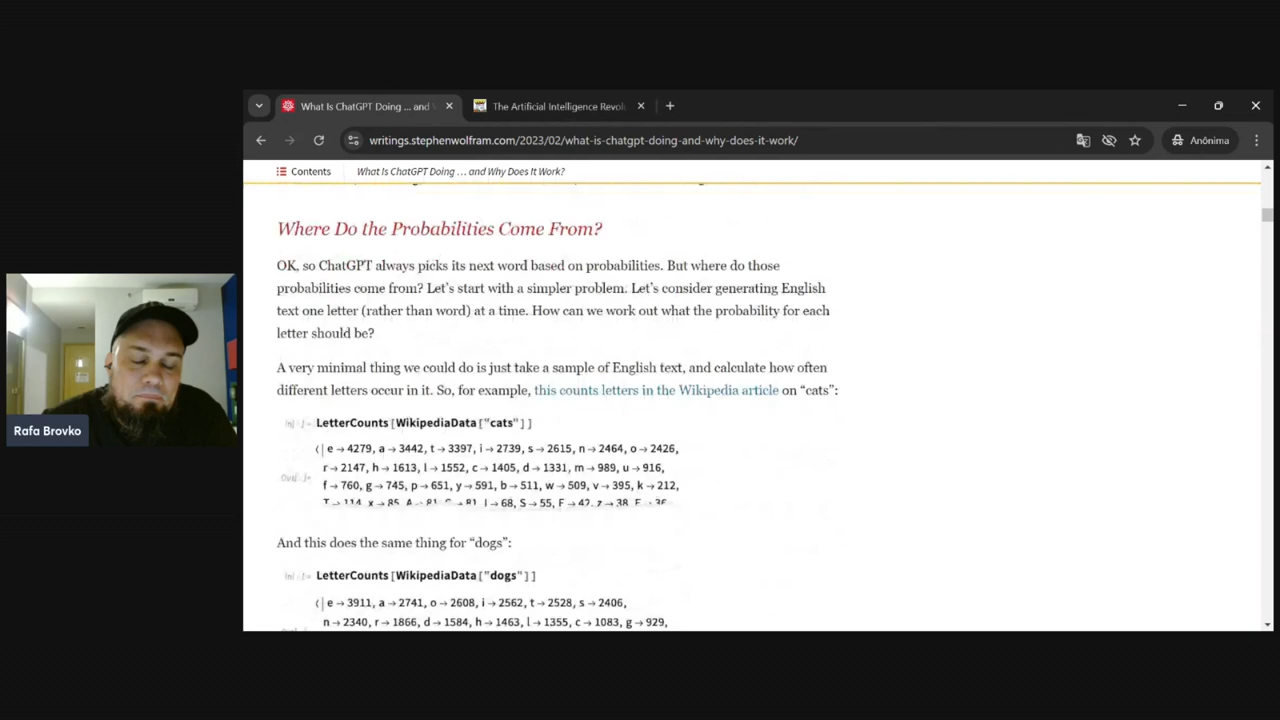 What Is ChatGPT Doing ... and
The Artificial Intelligence Revol
writings.stephenwolfram.com/2023/02/what-is-chatgpt-doing-and-why-does-it-work/
Anônima
Contents
What Is ChatGPT Doing … and Why Does It Work?
Where Do the Probabilities Come From?
OK, so ChatGPT always picks its next word based on probabilities. But where do those
probabilities come from? Let’s start with a simpler problem. Let’s consider generating English
text one letter (rather than word) at a time. How can we work out what the probability for each
letter should be?
A very minimal thing we could do is just take a sample of English text, and calculate how often
different letters occur in it. So, for example, this counts letters in the Wikipedia article on “cats”:
LetterCounts[WikipediaData["cats"]]
⟨| e → 4279, a → 3442, t → 3397, i → 2739, s → 2615, n → 2464, o → 2426,
r → 2147, h → 1613, l → 1552, c → 1405, d → 1331, m → 989, u → 916,
f → 760, g → 745, p → 651, y → 591, b → 511, w → 509, v → 395, k → 212,
T → 114, x → 85, A → 81, C → 81, I → 68, S → 55, F → 42, z → 38, F → 36
And this does the same thing for “dogs”:
LetterCounts[WikipediaData["dogs"]]
⟨| e → 3911, a → 2741, o → 2608, i → 2562, t → 2528, s → 2406,
n → 2340, r → 1866, d → 1584, h → 1463, l → 1355, c → 1083, g → 929,
Rafa Brovko